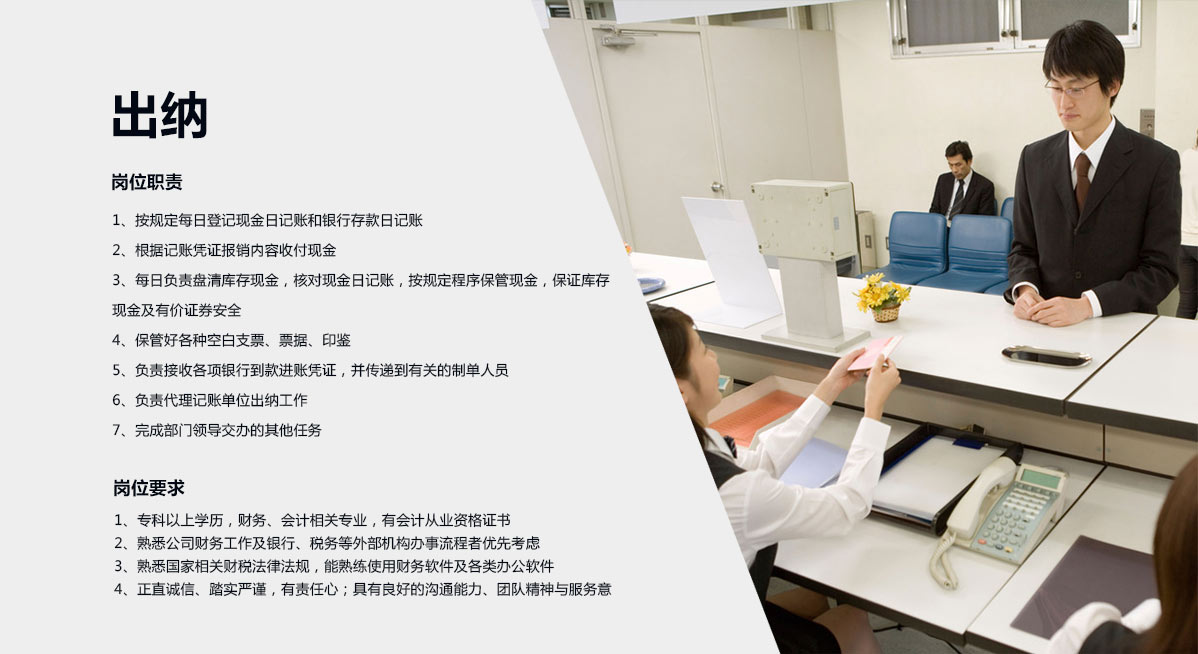 出纳
岗位职责
1、按规定每日登记现金日记账和银行存款日记账
2、根据记账凭证报销内容收付现金
3、每日负责盘清库存现金，核对现金日记账，按规定程序保管现金，保证库存
现金及有价证券安全
4、保管好各种空白支票、票据、印鉴
5、负责接收各项银行到款进账凭证，并传递到有关的制单人员
6、负责代理记账单位出纳工作
7、完成部门领导交办的其他任务
岗位要求
1、专科以上学历，财务、会计相关专业，有会计从业资格证书
2、熟悉公司财务工作及银行、税务等外部机构办事流程者优先考虑
3、熟悉国家相关财税法律法规，能熟练使用财务软件及各类办公软件
4、正直诚信、踏实严谨，有责任心；具有良好的沟通能力、团队精神与服务意